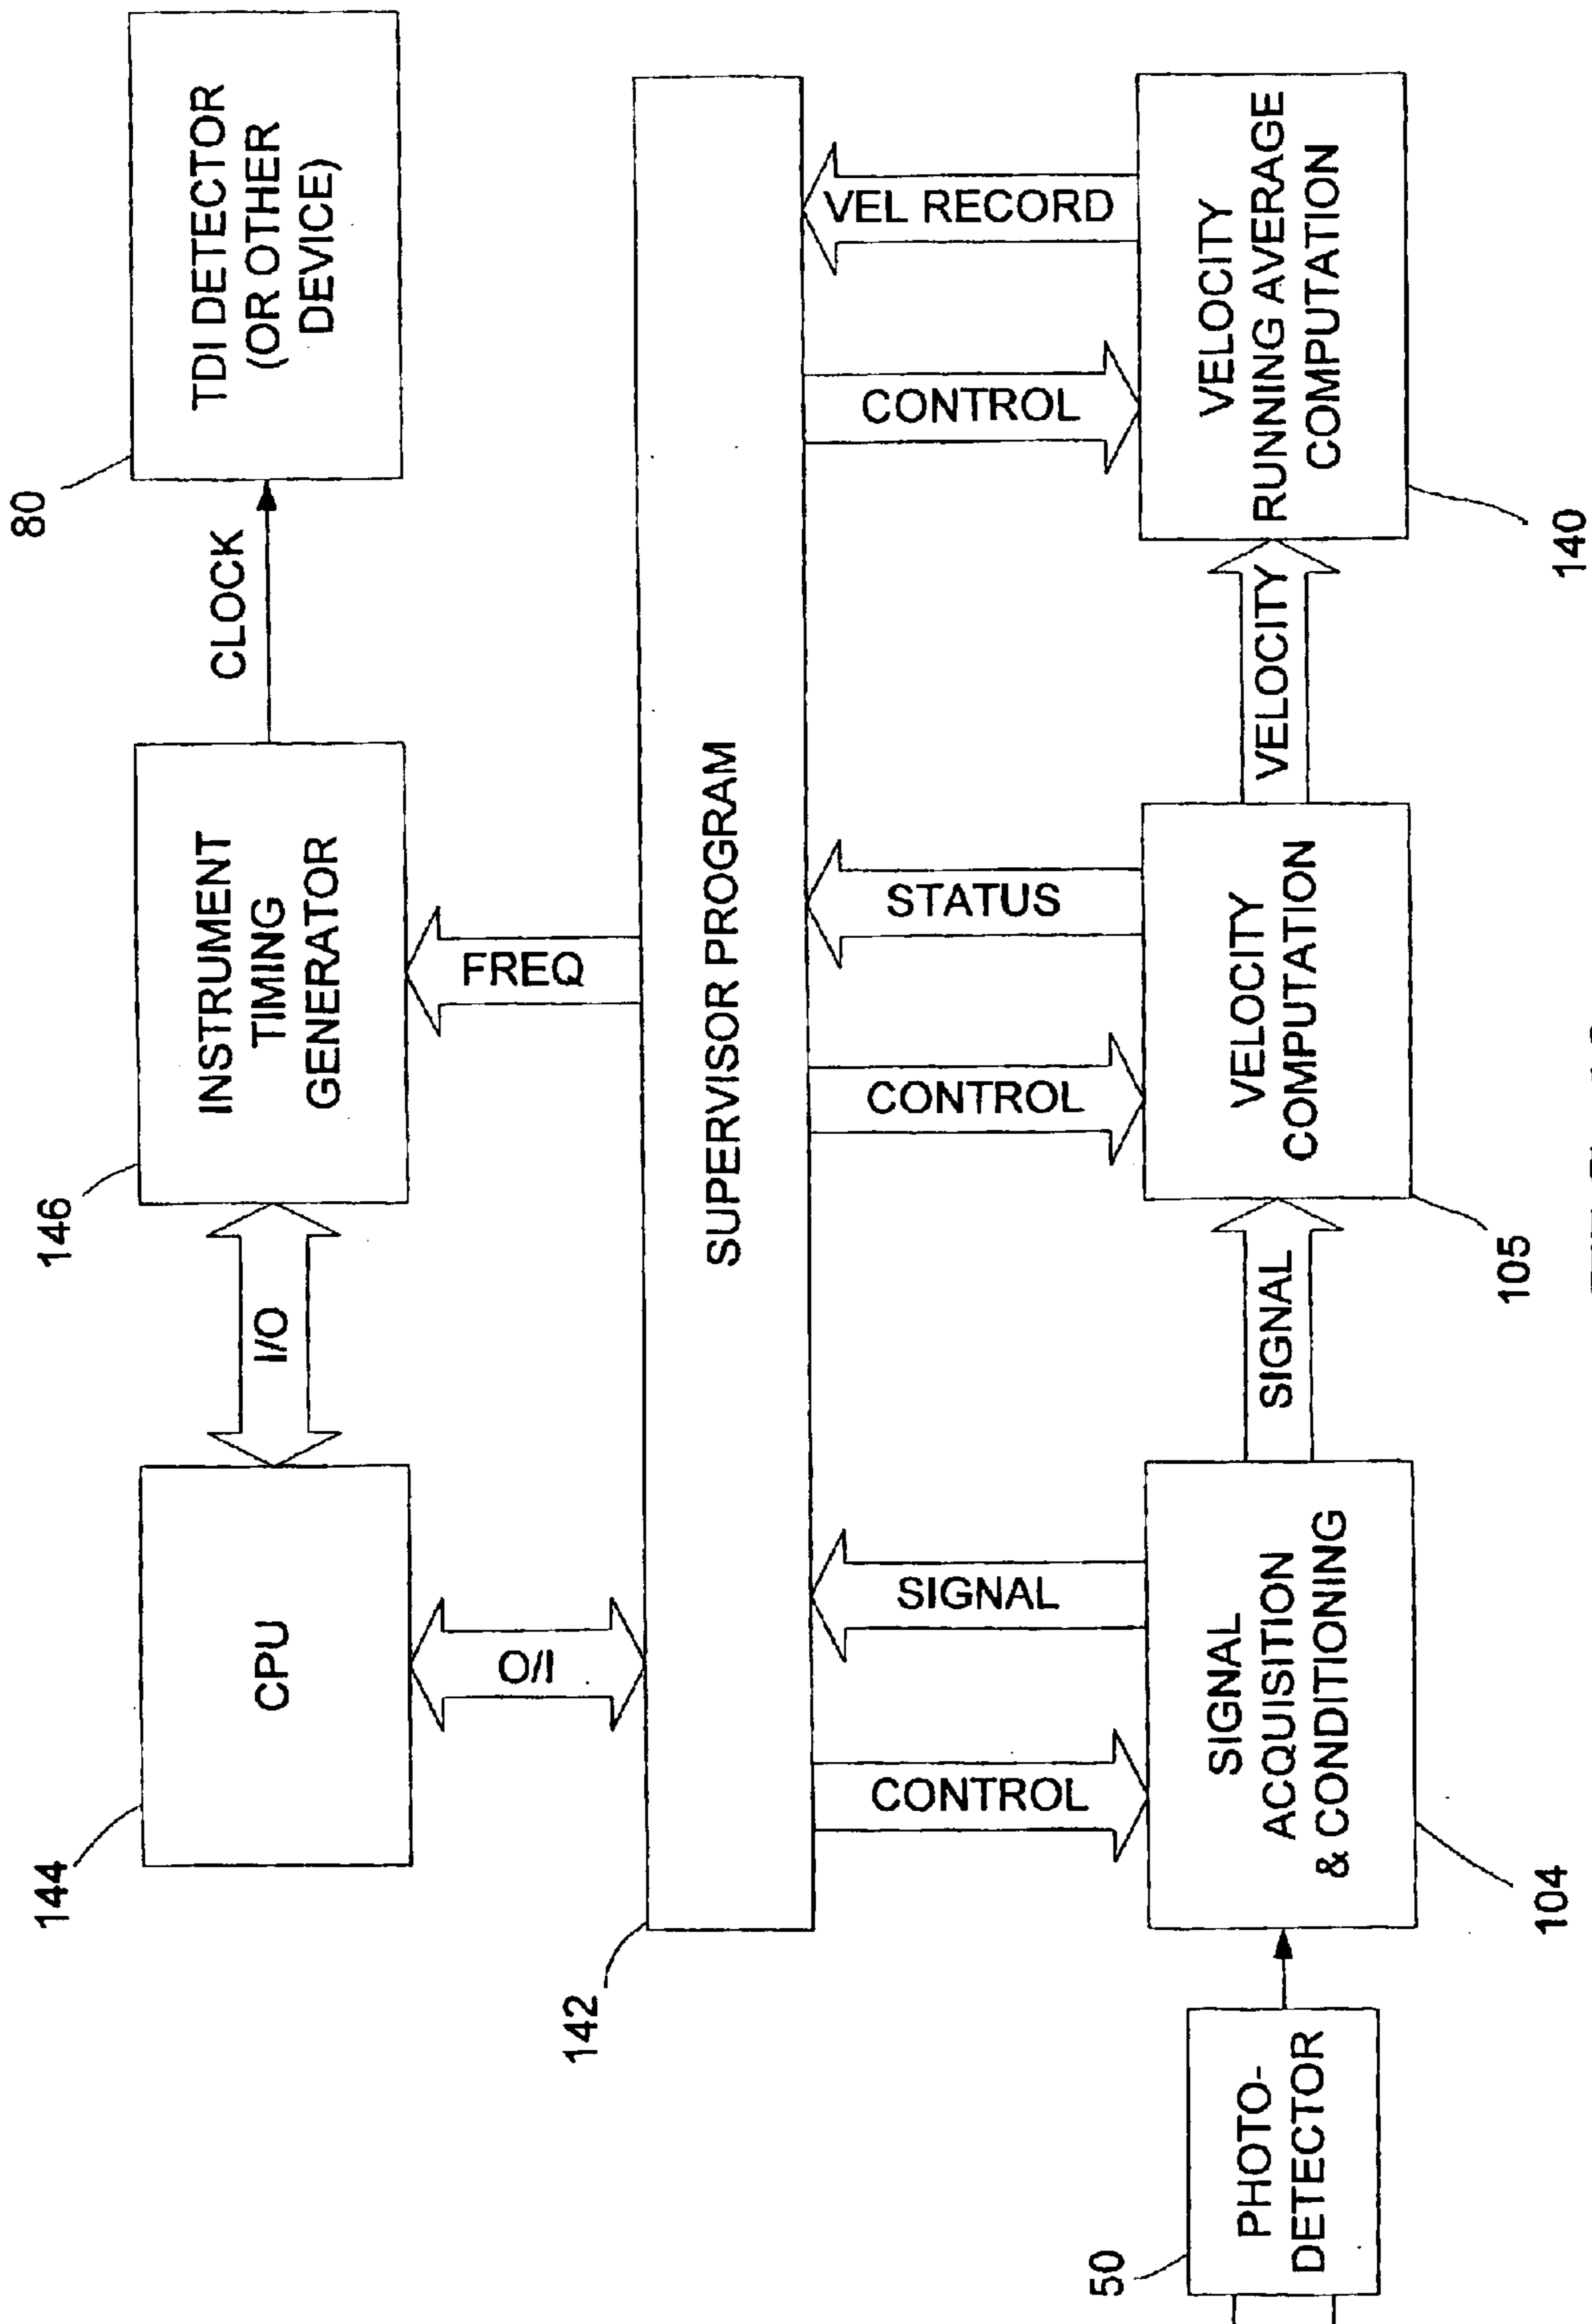 80
TDI DETECTOR
(OR OTHER
DEVICE)
CLOCK
146
INSTRUMENT
TIMING
GENERATOR
I/O
144
CPU
FREQ
O/I
142
SUPERVISOR PROGRAM
CONTROL
SIGNAL
CONTROL
STATUS
CONTROL
VEL RECORD
50
PHOTO-
DETECTOR
SIGNAL
ACQUISITION
& CONDITIONING
104
SIGNAL
VELOCITY
COMPUTATION
105
VELOCITY
VELOCITY
RUNNING AVERAGE
COMPUTATION
140